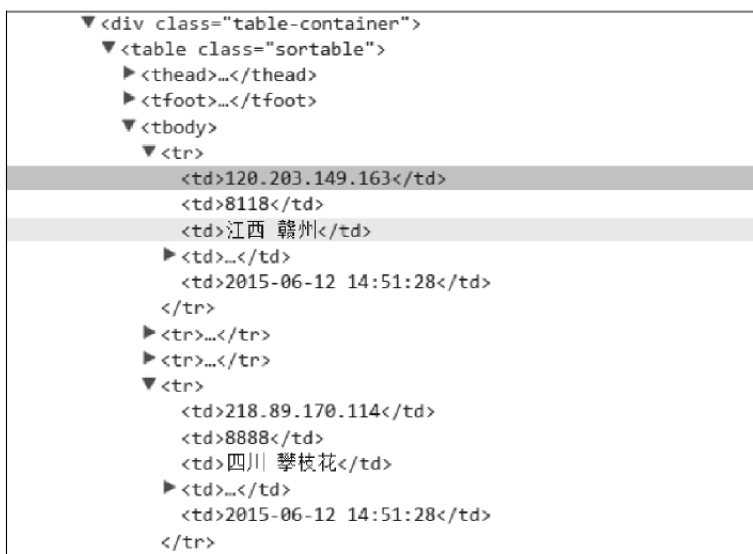 ▼<div class="table-container">
▼<table class="sortable">
▶<thead>…</thead>
▶<tfoot>…</tfoot>
▼<tbody>
▼<tr>
<td>120.203.149.163</td>
<td>8118</td>
<td>江西 赣州</td>
▶<td>…</td>
<td>2015-06-12 14:51:28</td>
</tr>
▶<tr>…</tr>
▶<tr>…</tr>
▼<tr>
<td>218.89.170.114</td>
<td>8888</td>
<td>四川 攀枝花</td>
▶<td>…</td>
<td>2015-06-12 14:51:28</td>
</tr>